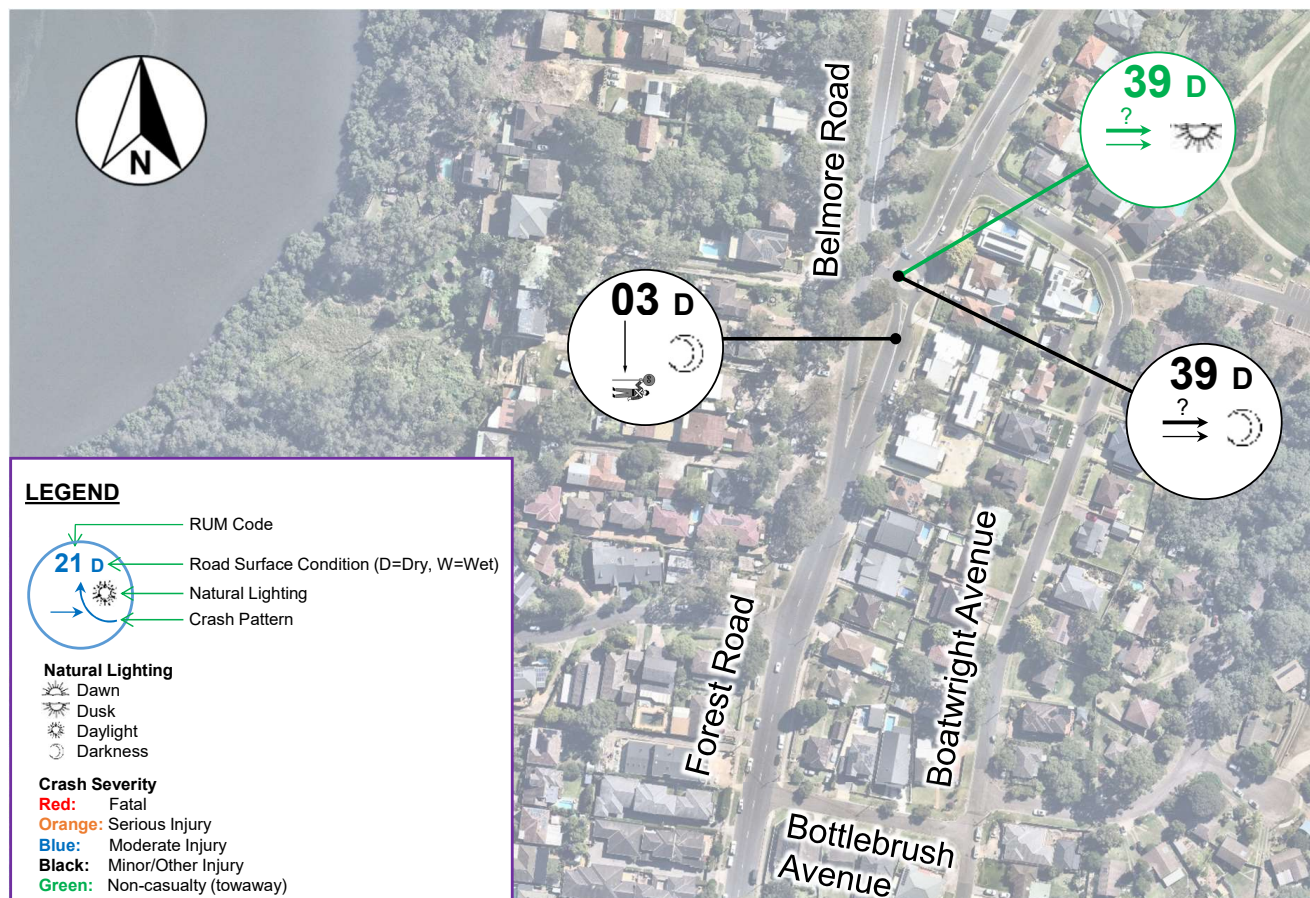 N
Belmore Road
39 D
?
03 D
39 D
?
Forest Road
Boatwright Avenue
Bottlebrush
Avenue
LEGEND
RUM Code
21 D
Road Surface Condition (D=Dry, W=Wet)
Natural Lighting
Crash Pattern
Natural Lighting
Dawn
Dusk
Daylight
Darkness
Crash Severity
Red: Fatal
Orange: Serious Injury
Blue: Moderate Injury
Black: Minor/Other Injury
Green: Non-casualty (towaway)